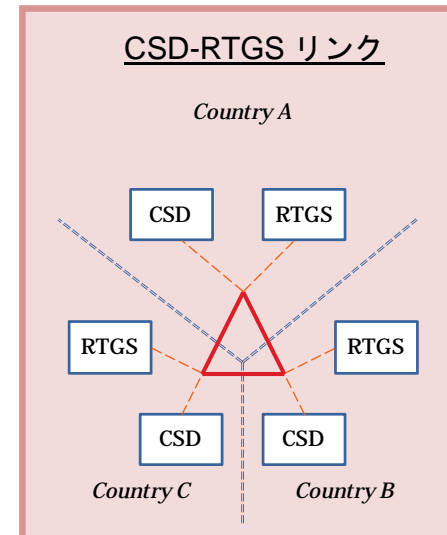 CSD-RTGS リンク
Country A
CSD RTGS
RTGS RTGS
CSD CSD
Country C Country B